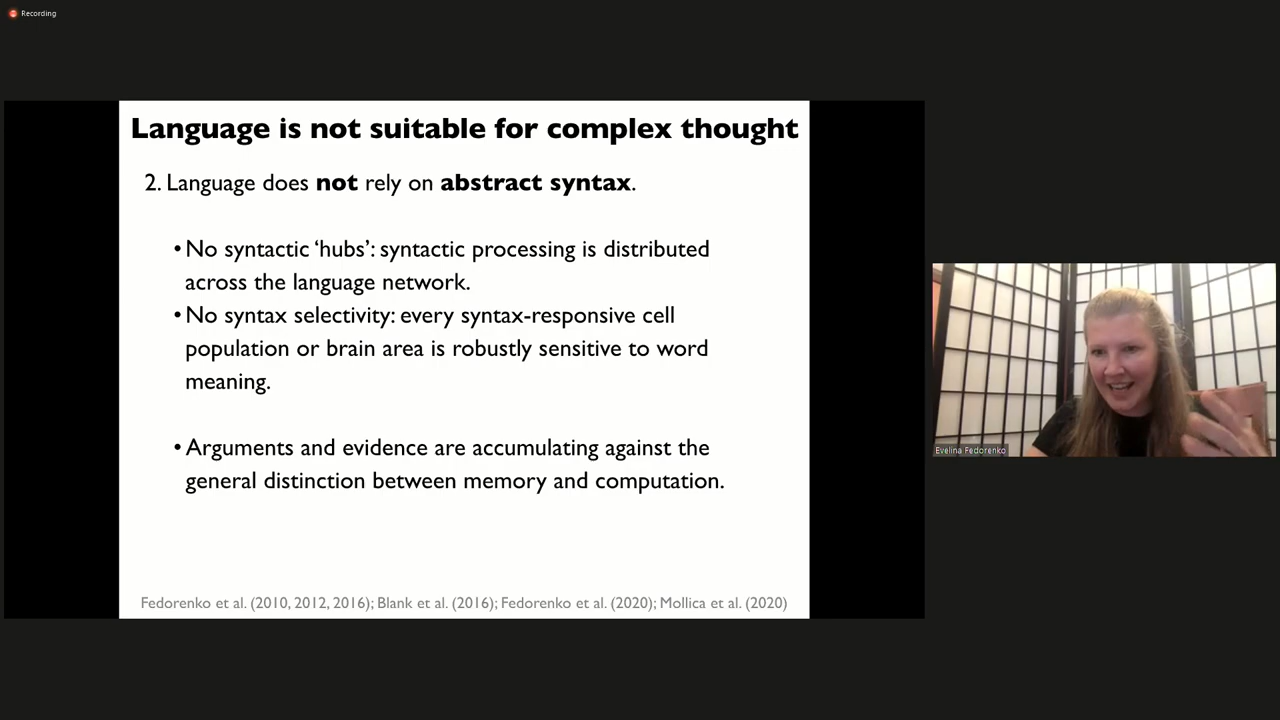 Recording
Language is not suitable for complex thought
2. Language does not rely on abstract syntax.
• No syntactic ‘hubs’: syntactic processing is distributed
across the language network.
• No syntax selectivity: every syntax-responsive cell
population or brain area is robustly sensitive to word
meaning.
• Arguments and evidence are accumulating against the
general distinction between memory and computation.
Fedorenko et al. (2010, 2012, 2016); Blank et al. (2016); Fedorenko et al. (2020); Mollica et al. (2020)
Evelina Fedorenko